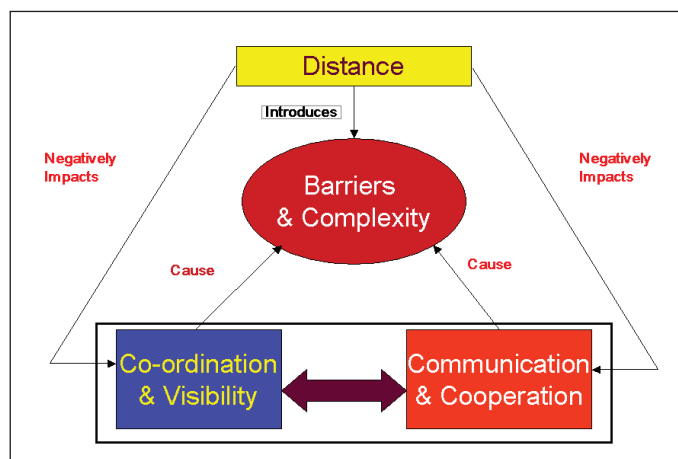 Distance
Introduces
Negatively
Impacts
Negatively
Impacts
Barriers
& Complexity
Cause
Cause
Co-ordination
& Visibility
Communication
& Cooperation